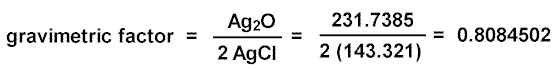 gravimetric factor = Ag₂O / 2 AgCl = 231.7385 / 2 (143.321) = 0.8084502